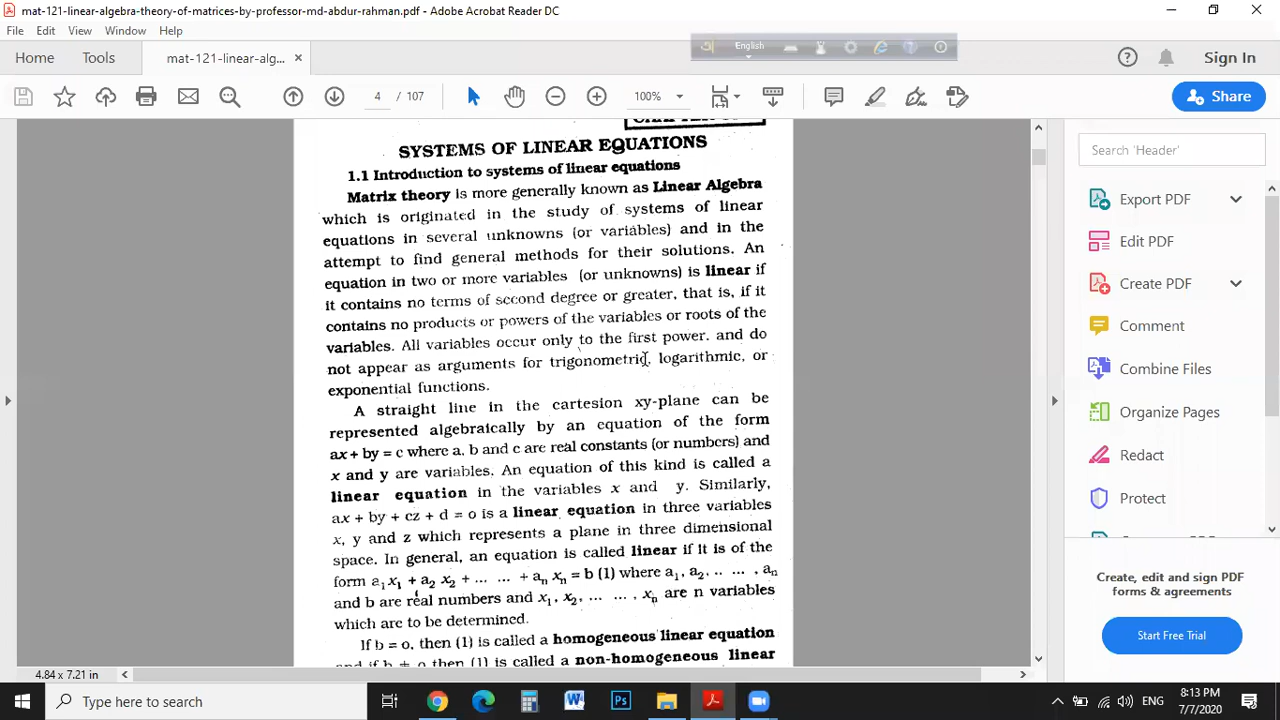 mat-121-linear-algebra-theory-of-matrices-by-professor-md-abdur-rahman.pdf - Adobe Acrobat Reader DC
File Edit View Window Help
Home Tools mat-121-linear-alg... × English Sign In
4 / 107 100% Share
SYSTEMS OF LINEAR EQUATIONS
1.1 Introduction to systems of linear equations
Matrix theory is more generally known as Linear Algebra
which is originated in the study of systems of linear
equations in several unknowns (or variables) and in the
attempt to find general methods for their solutions. An
equation in two or more variables (or unknowns) is linear if
it contains no terms of second degree or greater, that is, if it
contains no products or powers of the variables or roots of the
variables. All variables occur only to the first power. and do
not appear as arguments for trigonometric, logarithmic, or
exponential functions.
A straight line in the cartesion xy-plane can be
represented algebraically by an equation of the form
ax + by = c where a, b and c are real constants (or numbers) and
x and y are variables. An equation of this kind is called a
linear equation in the variables x and y. Similarly,
ax + by + cz + d = o is a linear equation in three variables
x, y and z which represents a plane in three dimensional
space. In general, an equation is called linear if it is of the
form a₁ x₁ + a₂ x₂ + ... ... + aₙ xₙ = b (1) where a₁, a₂, ... ..., aₙ
and b are real numbers and x₁, x₂, ... ..., xₙ are n variables
which are to be determined.
If b = o, then (1) is called a homogeneous linear equation
and if b ≠ o then (1) is called a non-homogeneous linear
4.84 x 7.21 in
Search 'Header'
Export PDF
Edit PDF
Create PDF
Comment
Combine Files
Organize Pages
Redact
Protect
Create, edit and sign PDF
forms & agreements
Start Free Trial
Type here to search
ENG
8:13 PM
7/7/2020